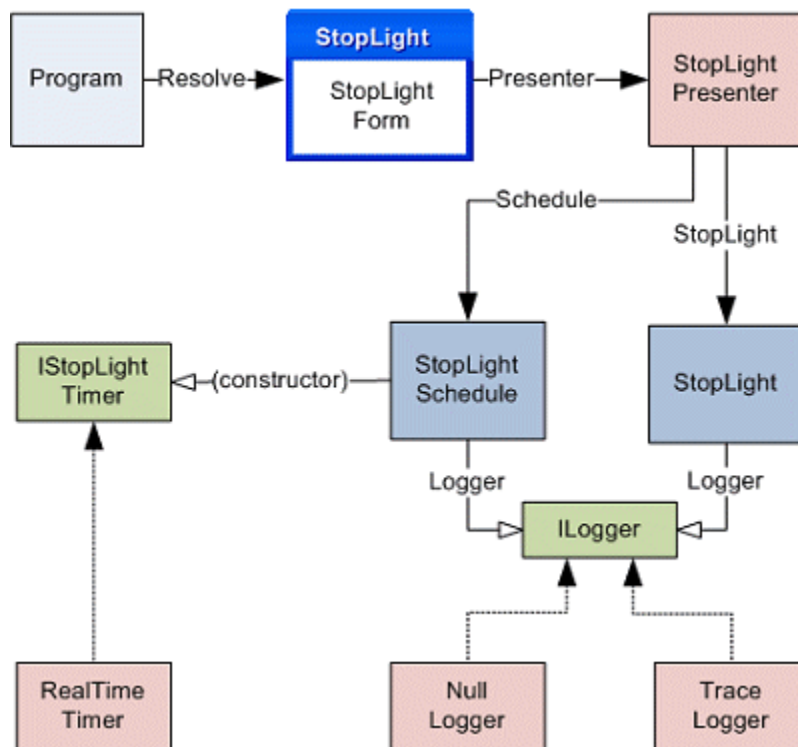 StopLight
Program
Resolve
StopLight
Form
Presenter
StopLight
Presenter
Schedule
StopLight
IStopLight
Timer
(constructor)
StopLight
Schedule
StopLight
Logger
Logger
ILogger
RealTime
Timer
Null
Logger
Trace
Logger